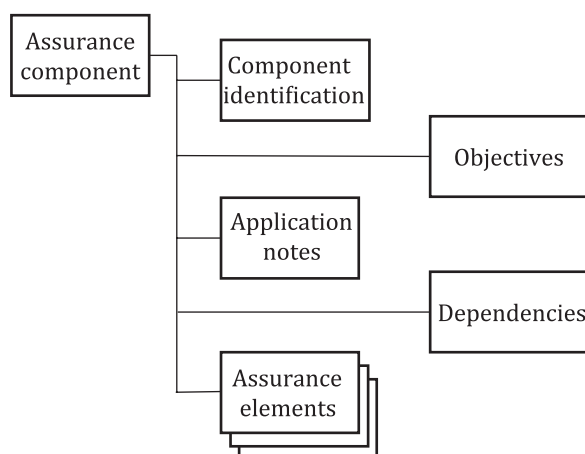 Assurance
component
Component
identification
Objectives
Application
notes
Dependencies
Assurance
elements